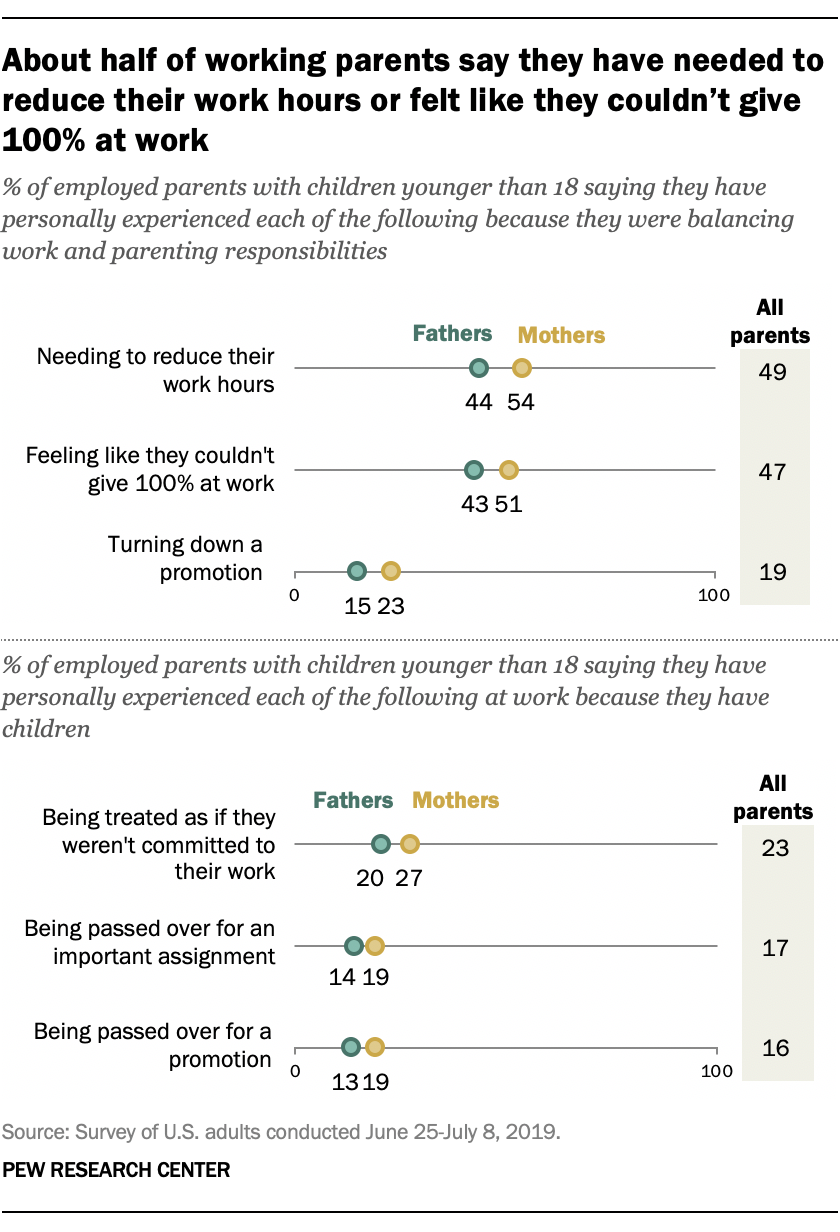 About half of working parents say they have needed to
reduce their work hours or felt like they couldn’t give
100% at work
% of employed parents with children younger than 18 saying they have
personally experienced each of the following because they were balancing
work and parenting responsibilities
All
parents
Fathers Mothers
Needing to reduce their
work hours
44 54
49
Feeling like they couldn't
give 100% at work
43 51
47
Turning down a
promotion
15 23
19
0 100
% of employed parents with children younger than 18 saying they have
personally experienced each of the following at work because they have
children
All
parents
Fathers Mothers
Being treated as if they
weren't committed to
their work
20 27
23
Being passed over for an
important assignment
14 19
17
Being passed over for a
promotion
13 19
16
0 100
Source: Survey of U.S. adults conducted June 25-July 8, 2019.
PEW RESEARCH CENTER